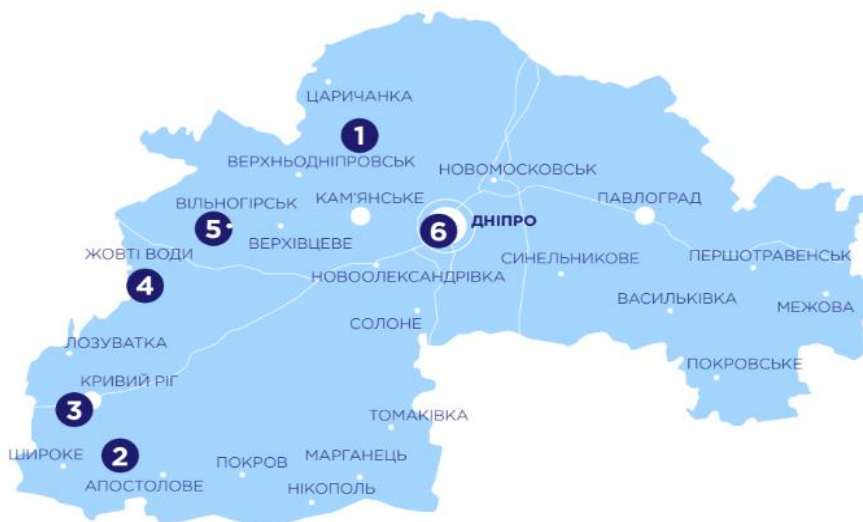 ЦАРИЧАНКА
1
ВЕРХНЬОДНІПРОВСЬК
НОВОМОСКОВСЬК
ВІЛЬНОГІРСЬК
КАМ'ЯНСЬКЕ
ПАВЛОГРАД
5
6
ДНІПРО
ВЕРХІВЦЕВЕ
ЖОВТІ ВОДИ
НОВООЛЕКСАНДРІВКА
СИНЕЛЬНИКОВЕ
ПЕРШОТРАВЕНСЬК
4
ВАСИЛЬКІВКА
МЕЖОВА
СОЛОНЕ
ЛОЗУВАТКА
ПОКРОВСЬКЕ
КРИВИЙ РІГ
3
ТОМАКІВКА
ШИРОКЕ
2
АПОСТОЛОВЕ
ПОКРОВ
МАРГАНЕЦЬ
НІКОПОЛЬ